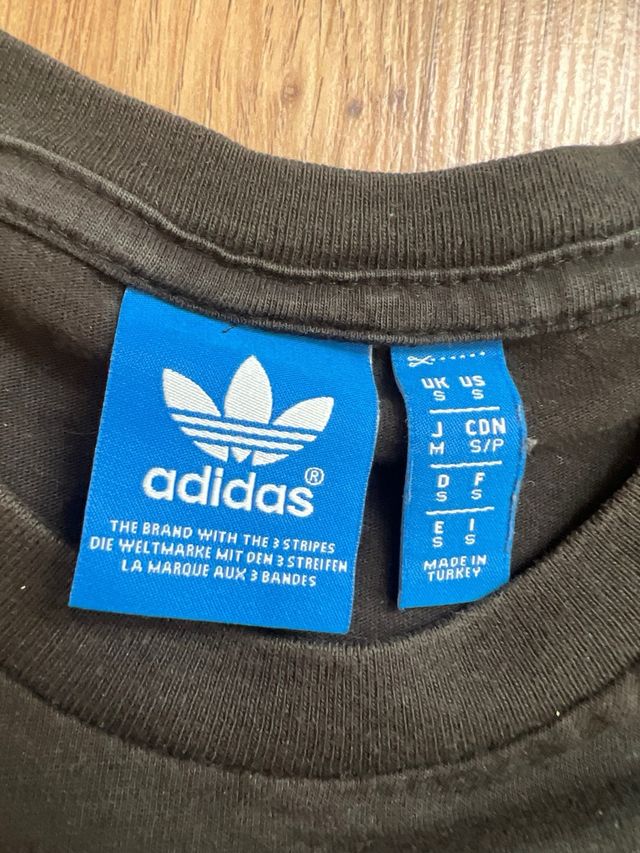 adidas®
THE BRAND WITH THE 3 STRIPES
DIE WELTMARKE MIT DEN 3 STREIFEN
LA MARQUE AUX 3 BANDES
UK US
S S
J CDN
M S/P
D F
S S
E I
S S
MADE IN
TURKEY